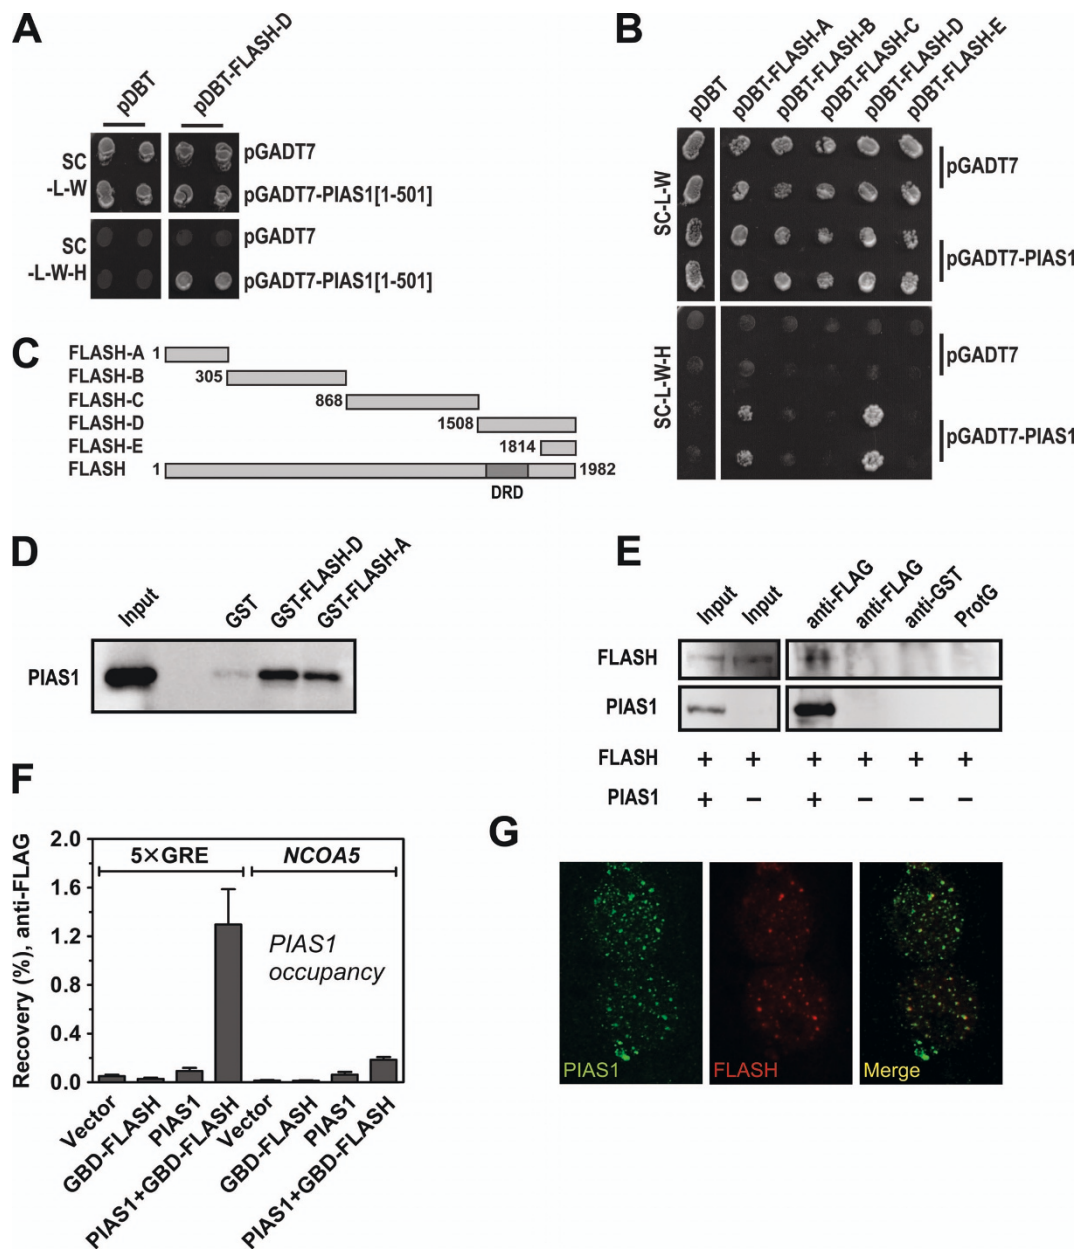 A
pDBT
pDBT-FLASH-D
SC
-L-W
pGADT7
pGADT7-PIAS1[1-501]
SC
-L-W-H
pGADT7
pGADT7-PIAS1[1-501]
B
pDBT
pDBT-FLASH-A
pDBT-FLASH-B
pDBT-FLASH-C
pDBT-FLASH-D
pDBT-FLASH-E
SC-L-W
pGADT7
pGADT7-PIAS1
SC-L-W-H
pGADT7
pGADT7-PIAS1
C
FLASH-A 1
FLASH-B 305
FLASH-C 868
FLASH-D 1508
FLASH-E 1814
FLASH 1 1982
DRD
D
Input
GST
GST-FLASH-D
GST-FLASH-A
PIAS1
E
Input
Input
anti-FLAG
anti-FLAG
anti-GST
ProtG
FLASH
PIAS1
FLASH + + + + + +
PIAS1 + − + − − −
F
Recovery (%), anti-FLAG
2.0
1.6
1.2
0.8
0.4
0.0
5×GRE
NCOA5
PIAS1
occupancy
Vector
GBD-FLASH
PIAS1
PIAS1+GBD-FLASH
Vector
GBD-FLASH
PIAS1
PIAS1+GBD-FLASH
G
PIAS1
FLASH
Merge